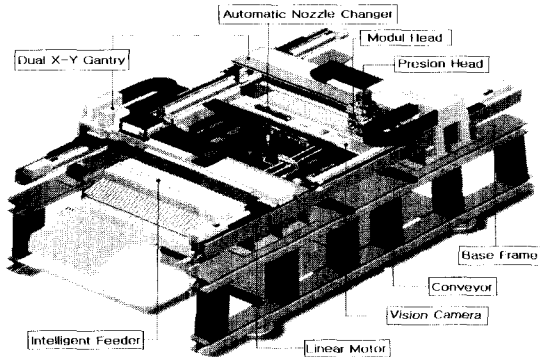 Automatic Nozzle Changer
Modul Head
Dual X-Y Gantry
Presion Head
Base Frame
Conveyor
Vision Camera
Intelligent Feeder
Linear Motor